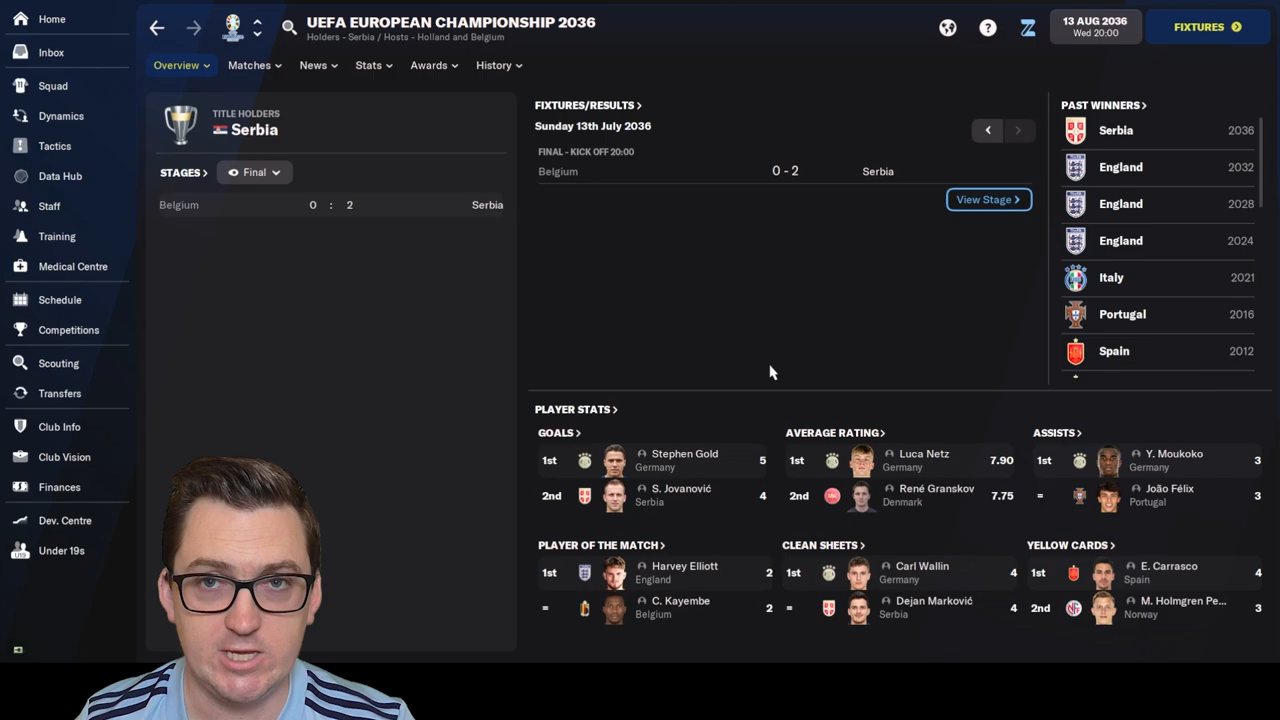 Home
Inbox
Squad
Dynamics
Tactics
Data Hub
Staff
Training
Medical Centre
Schedule
Competitions
Scouting
Transfers
Club Info
Club Vision
Finances
Dev. Centre
Under 19s
UEFA EUROPEAN CHAMPIONSHIP 2036
Holders - Serbia / Hosts - Holland and Belgium
13 AUG 2036
Wed 20:00
FIXTURES
Overview Matches News Stats Awards History
TITLE HOLDERS
Serbia
STAGES Final
Belgium 0 : 2 Serbia
FIXTURES/RESULTS
Sunday 13th July 2036
FINAL - KICK OFF 20:00
Belgium 0 - 2 Serbia
View Stage
PAST WINNERS
Serbia 2036
England 2032
England 2028
England 2024
Italy 2021
Portugal 2016
Spain 2012
PLAYER STATS
GOALS
1st Stephen Gold 5
Germany
2nd S. Jovanović 4
Serbia
AVERAGE RATING
1st Luca Netz 7.90
Germany
2nd René Granskov 7.75
Denmark
ASSISTS
1st Y. Moukoko 3
Germany
= João Félix 3
Portugal
PLAYER OF THE MATCH
1st Harvey Elliott 2
England
= C. Kayembe 2
Belgium
CLEAN SHEETS
1st Carl Wallin 4
Germany
= Dejan Marković 4
Serbia
YELLOW CARDS
1st E. Carrasco 4
Spain
2nd M. Holmgren Pe... 3
Norway